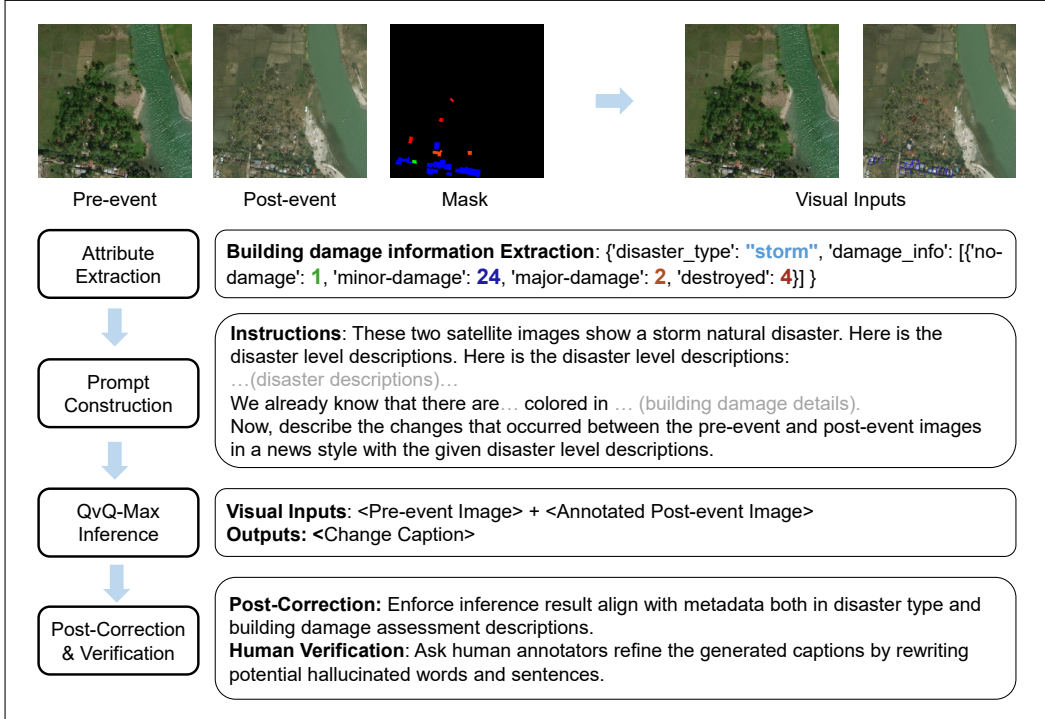 Pre-event
Post-event
Mask
Visual Inputs
Attribute
Extraction
Building damage information Extraction: {'disaster_type': "storm", 'damage_info': [{'no-
damage': 1, 'minor-damage': 24, 'major-damage': 2, 'destroyed': 4}] }
Prompt
Construction
Instructions: These two satellite images show a storm natural disaster. Here is the
disaster level descriptions. Here is the disaster level descriptions:
…(disaster descriptions)…
We already know that there are… colored in … (building damage details).
Now, describe the changes that occurred between the pre-event and post-event images
in a news style with the given disaster level descriptions.
QvQ-Max
Inference
Visual Inputs: <Pre-event Image> + <Annotated Post-event Image>
Outputs: <Change Caption>
Post-Correction
& Verification
Post-Correction: Enforce inference result align with metadata both in disaster type and
building damage assessment descriptions.
Human Verification: Ask human annotators refine the generated captions by rewriting
potential hallucinated words and sentences.